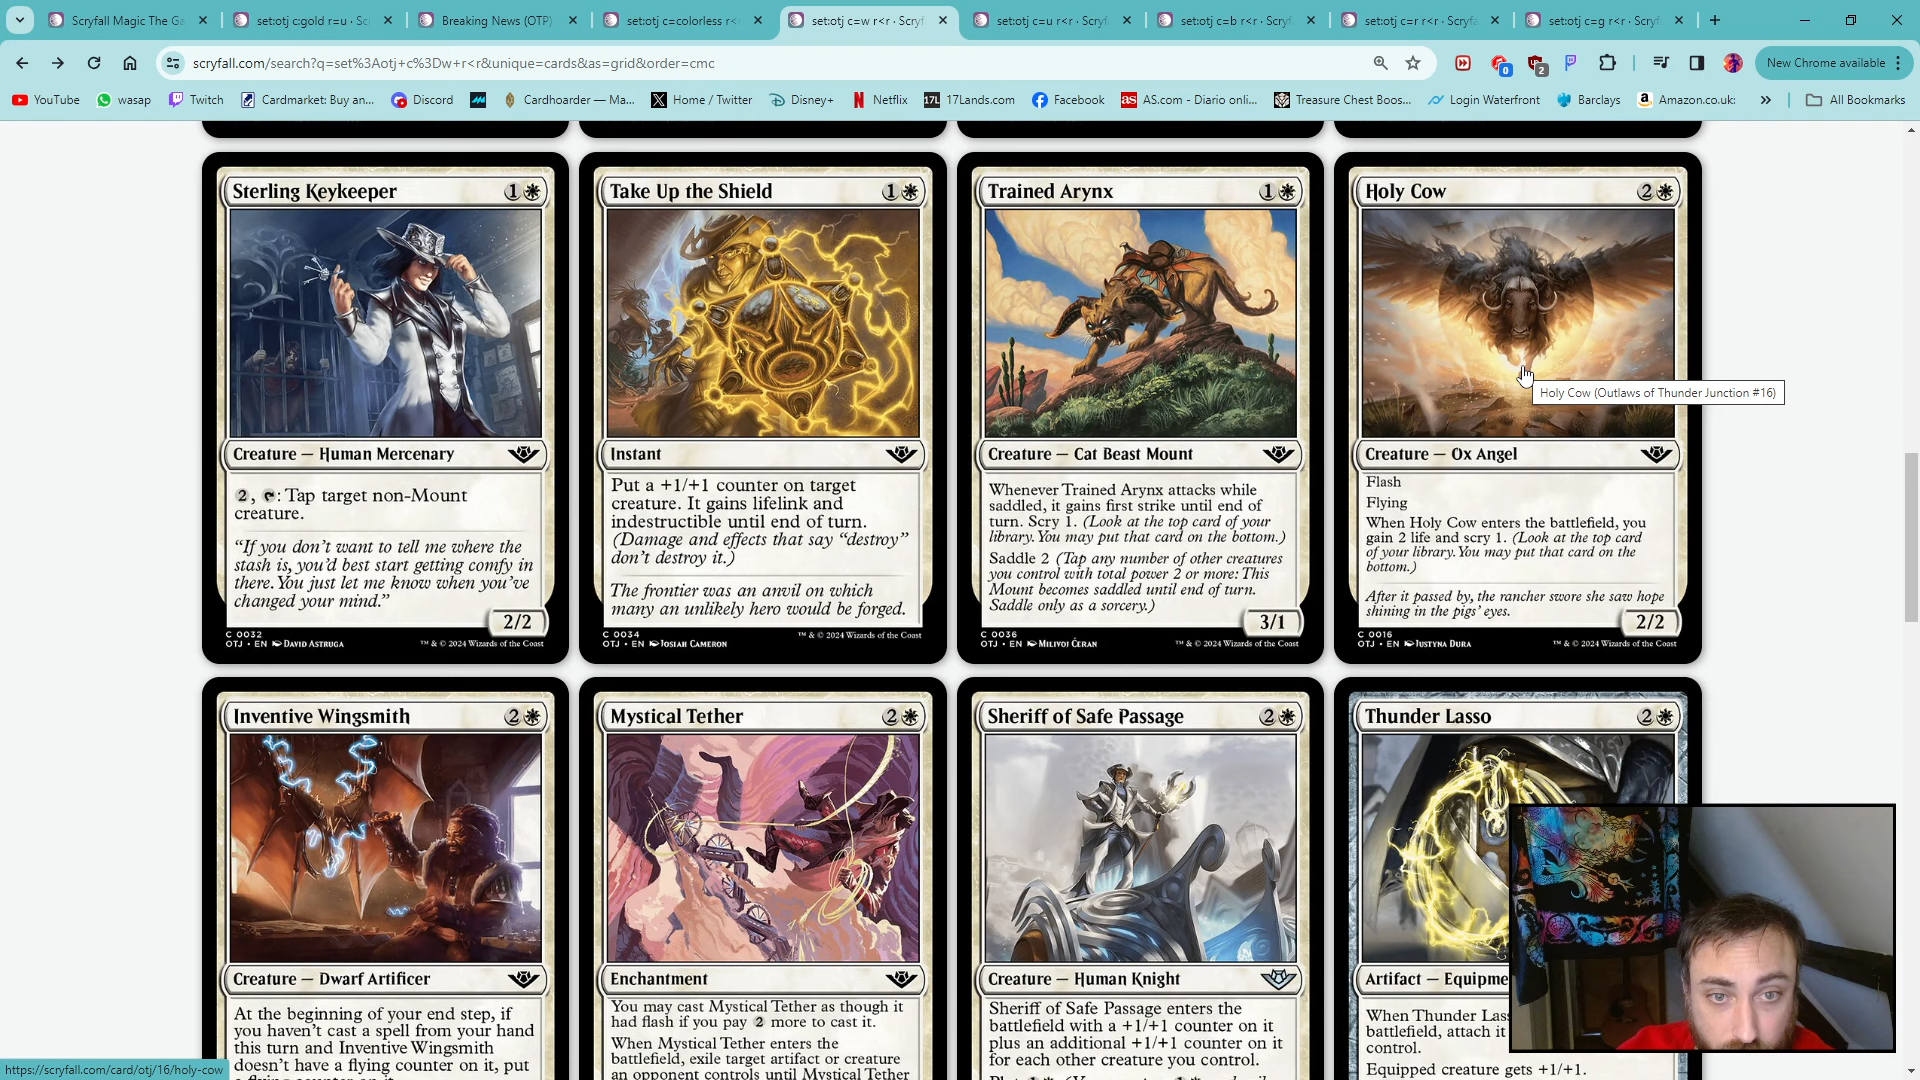 Scryfall Magic The Ga
set:otj c:gold r=u · Sc
Breaking News (OTP)
set:otj c=colorless r<
set:otj c=w r<r · Scryf
set:otj c=u r<r · Scryf
set:otj c=b r<r · Scryf
set:otj c=r r<r · Scryfa
set:otj c=g r<r · Scryf
scryfall.com/search?q=set%3Aotj+c%3Dw+r<r&unique=cards&as=grid&order=cmc
0
2
New Chrome available
YouTube
wasap
Twitch
Cardmarket: Buy an...
Discord
Cardhoarder — Ma...
Home / Twitter
Disney+
Netflix
17L 17Lands.com
Facebook
as AS.com - Diario onli...
Treasure Chest Boos...
Login Waterfront
Barclays
Amazon.co.uk:
All Bookmarks
Sterling Keykeeper 1
Creature — Human Mercenary
2, : Tap target non-Mount
creature.
“If you don’t want to tell me where the
stash is, you’d best start getting comfy in
there. You just let me know when you’ve
changed your mind.”
2/2
C 0032
OTJ • EN DAVID ASTRUGA
™ & © 2024 Wizards of the Coast
Take Up the Shield 1
Instant
Put a +1/+1 counter on target
creature. It gains lifelink and
indestructible until end of turn.
(Damage and effects that say “destroy”
don’t destroy it.)
The frontier was an anvil on which
many an unlikely hero would be forged.
C 0034
OTJ • EN JOSIAH CAMERON
™ & © 2024 Wizards of the Coast
Trained Arynx 1
Creature — Cat Beast Mount
Whenever Trained Arynx attacks while
saddled, it gains first strike until end of
turn. Scry 1. (Look at the top card of your
library. You may put that card on the bottom.)
Saddle 2 (Tap any number of other creatures
you control with total power 2 or more: This
Mount becomes saddled until end of turn.
Saddle only as a sorcery.)
3/1
C 0036
OTJ • EN MILIVOJ ĆERAN
™ & © 2024 Wizards of the Coast
Holy Cow 2
Holy Cow (Outlaws of Thunder Junction #16)
Creature — Ox Angel
Flash
Flying
When Holy Cow enters the battlefield, you
gain 2 life and scry 1. (Look at the top card
of your library. You may put that card on the
bottom.)
After it passed by, the rancher swore she saw hope
shining in the pigs’ eyes.
2/2
C 0016
OTJ • EN JUSTYNA DURA
™ & © 2024 Wizards of the Coast
Inventive Wingsmith 2
Creature — Dwarf Artificer
At the beginning of your end step, if
you haven’t cast a spell from your hand
this turn and Inventive Wingsmith
doesn’t have a flying counter on it, put
Mystical Tether 2
Enchantment
You may cast Mystical Tether as though it
had flash if you pay 2 more to cast it.
When Mystical Tether enters the
battlefield, exile target artifact or creature
an opponent controls until Mystical Tether
Sheriff of Safe Passage 2
Creature — Human Knight
Sheriff of Safe Passage enters the
battlefield with a +1/+1 counter on it
plus an additional +1/+1 counter on it
for each other creature you control.
Thunder Lasso 2
Artifact — Equipme
When Thunder Las
battlefield, attach it
control.
Equipped creature gets +1/+1.
https://scryfall.com/card/otj/16/holy-cow